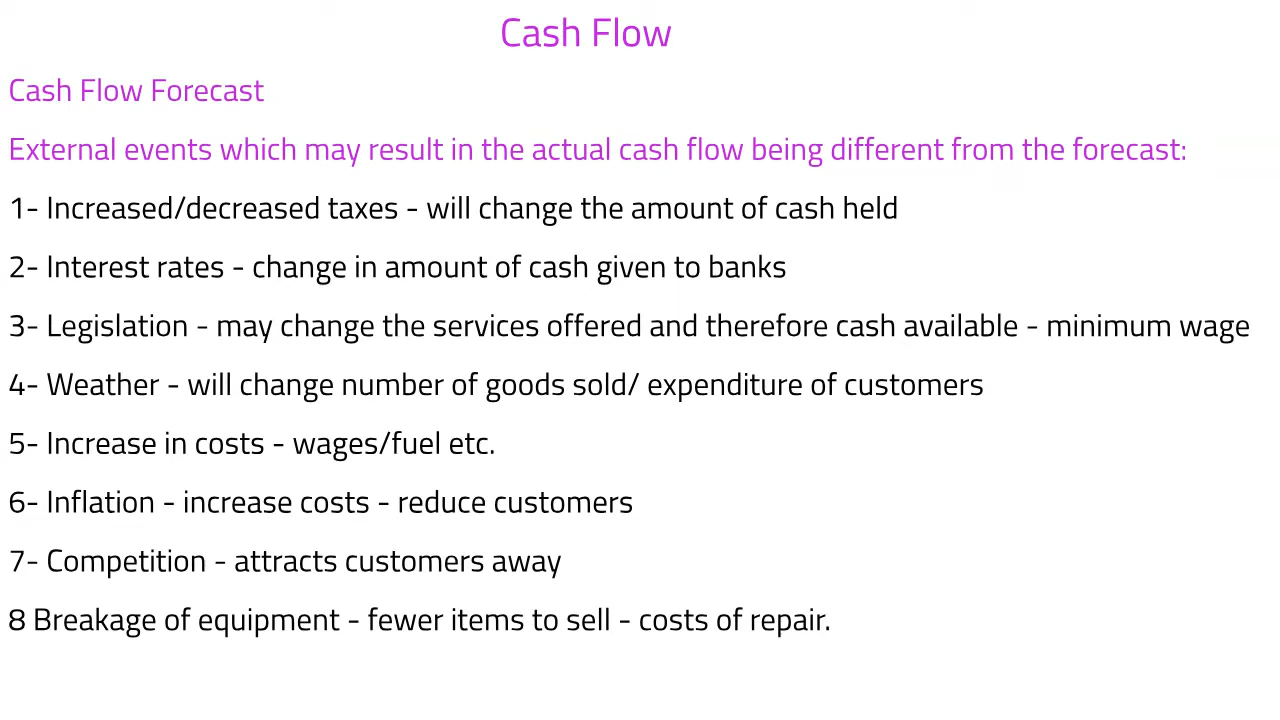 Cash Flow
Cash Flow Forecast
External events which may result in the actual cash flow being different from the forecast:
1- Increased/decreased taxes - will change the amount of cash held
2- Interest rates - change in amount of cash given to banks
3- Legislation - may change the services offered and therefore cash available - minimum wage
4- Weather - will change number of goods sold/ expenditure of customers
5- Increase in costs - wages/fuel etc.
6- Inflation - increase costs - reduce customers
7- Competition - attracts customers away
8 Breakage of equipment - fewer items to sell - costs of repair.